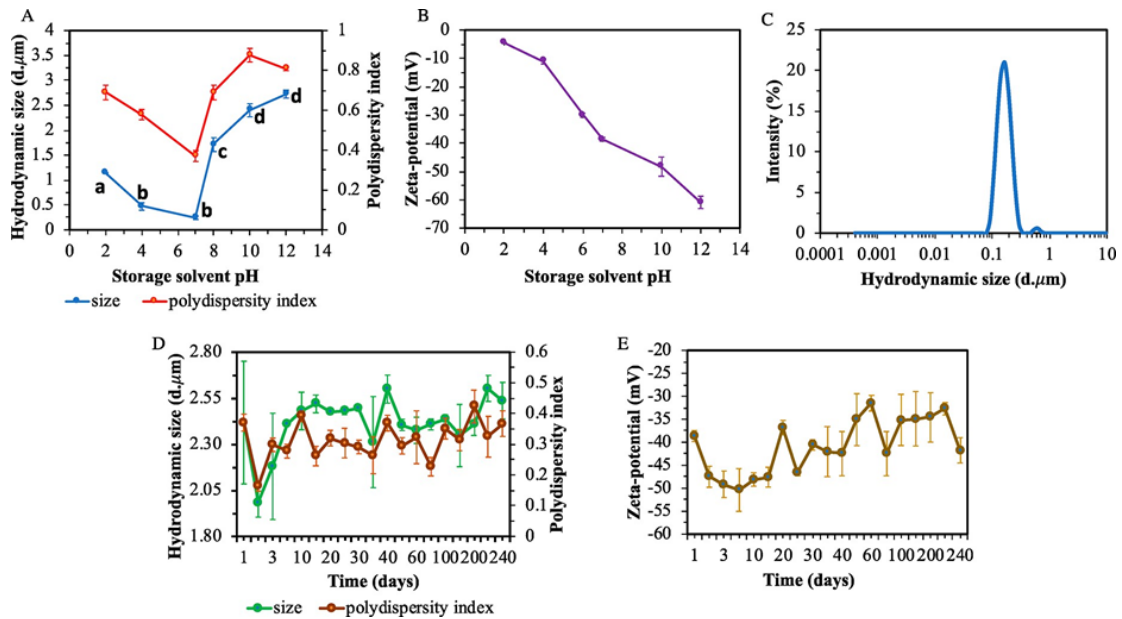 A
Hydrodynamic size (d.μm)
4
3.5
3
2.5
2
1.5
1
0.5
0
1
0.8
0.6
0.4
0.2
0
Polydispersity index
a
b
b
c
d
d
0 2 4 6 8 10 12 14
Storage solvent pH
size polydispersity index
B
Zeta-potential (mV)
0
-10
-20
-30
-40
-50
-60
-70
0 2 4 6 8 10 12 14
Storage solvent pH
C
Intensity (%)
25
20
15
10
5
0
0.0001 0.001 0.01 0.1 1 10
Hydrodynamic size (d.μm)
D
Hydrodynamic size (d.μm)
2.80
2.55
2.30
2.05
1.80
0.6
0.5
0.4
0.3
0.2
0.1
0
Polydispersity index
1 3 10 20 30 40 60 100 200 240
Time (days)
size polydispersity index
E
Zeta-potential (mV)
-20
-25
-30
-35
-40
-45
-50
-55
-60
1 3 10 20 30 40 60 100 200 240
Time (days)